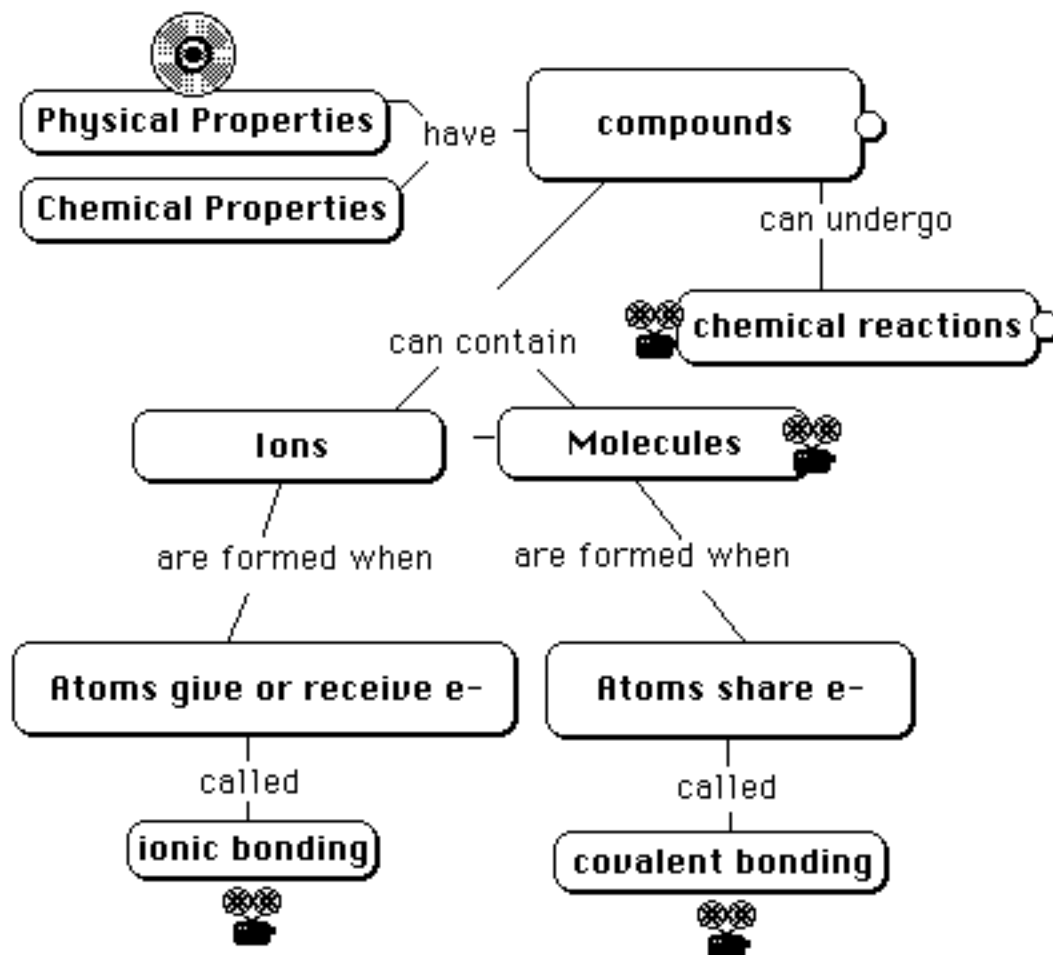 Physical Properties
have
compounds
Chemical Properties
can undergo
chemical reactions
can contain
Ions
Molecules
are formed when
are formed when
Atoms give or receive e-
Atoms share e-
called
called
ionic bonding
covalent bonding